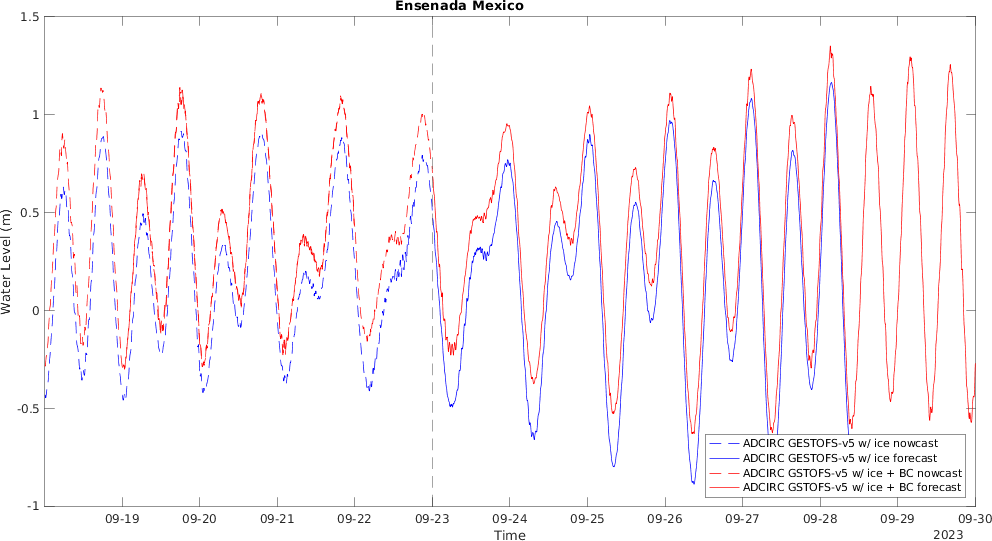 Ensenada Mexico
Water Level (m)
1.5
1
0.5
0
-0.5
-1
09-19 09-20 09-21 09-22 09-23 09-24 09-25 09-26 09-27 09-28 09-29 09-30
Time
2023
ADCIRC GESTOFS-v5 w/ ice nowcast
ADCIRC GESTOFS-v5 w/ ice forecast
ADCIRC GSTOFS-v5 w/ ice + BC nowcast
ADCIRC GSTOFS-v5 w/ ice + BC forecast